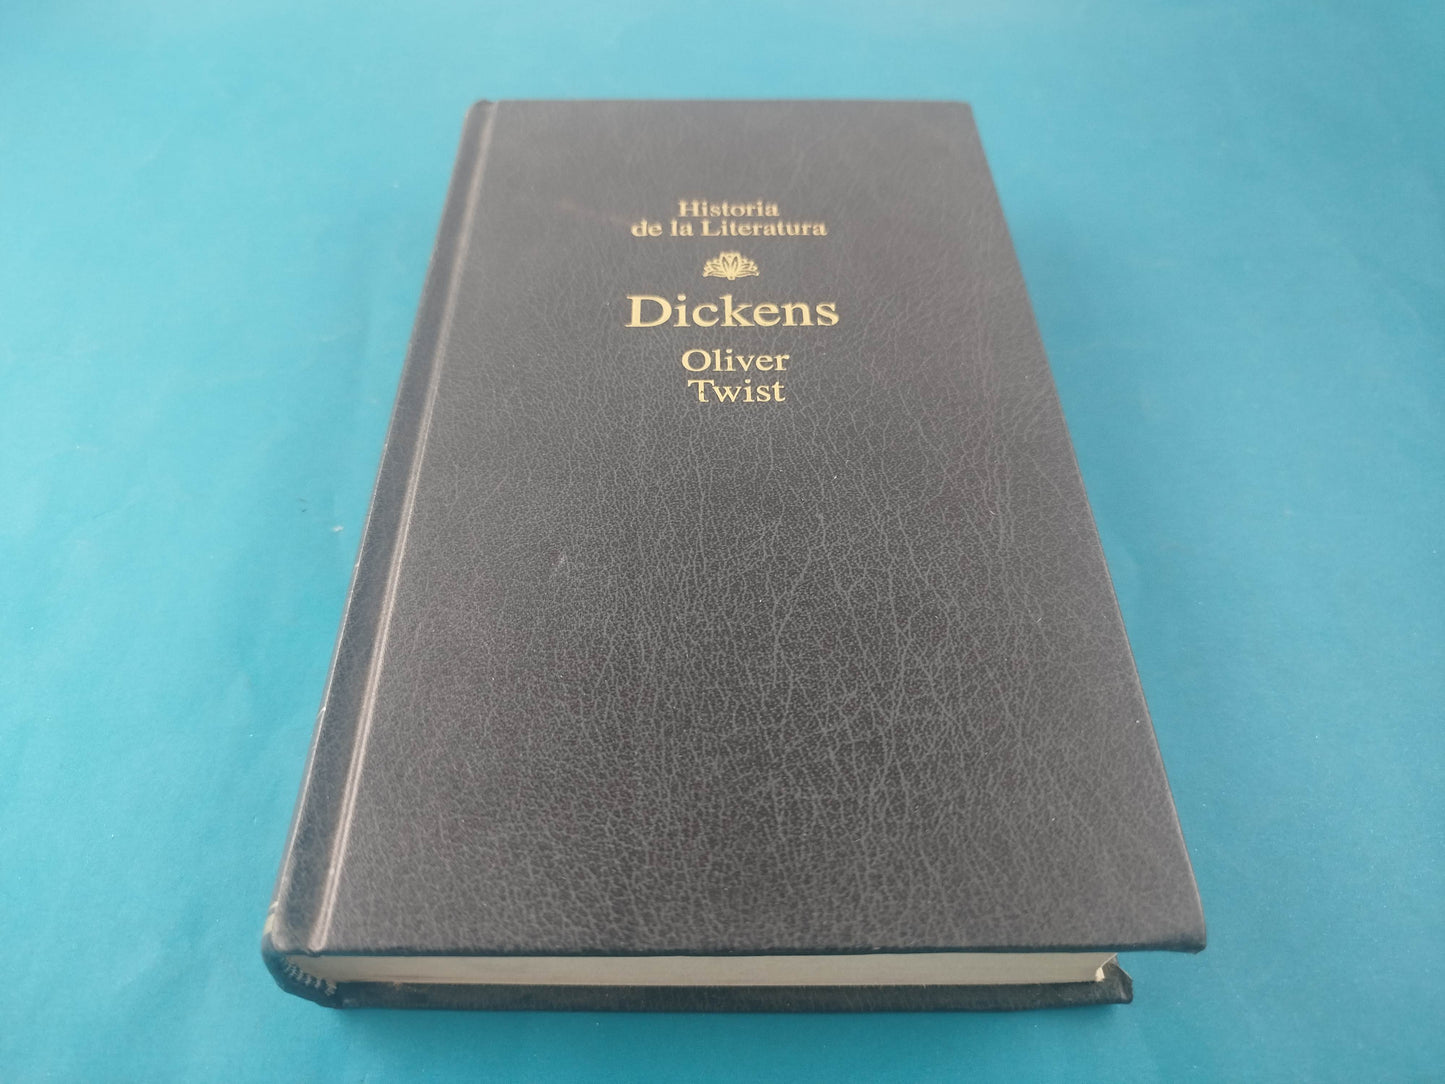 Historia
de la Literatura
Dickens
Oliver
Twist